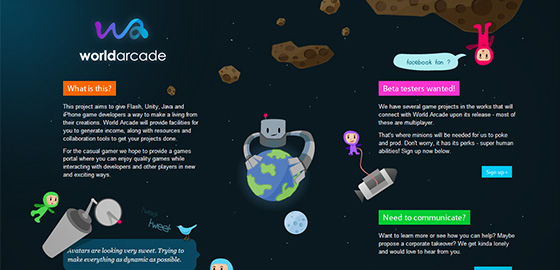 wa
worldarcade
What is this?
This project aims to give Flash, Unity, Java and
iPhone game developers a way to make a living from
their creations. World Arcade will provide facilities for
you to generate income, along with resources and
collaboration tools to get your projects done.
For the casual gamer we hope to provide a games
portal where you can enjoy quality games while
interacting with developers and other players in new
and exciting ways.
tweet
tweet
Avatars are looking very sweet. Trying to
make everything as dynamic as possible.
facebook fan ?
Beta testers wanted!
We have several game projects in the works that will
connect with World Arcade upon its release - most of
these are multiplayer.
That's where minions will be needed for us to poke
and prod. Don't worry, it has its perks - super human
abilities! Sign up now below.
Sign up »
Need to communicate?
Want to learn more or see how you can help? Maybe
propose a corporate takeover? We get kinda lonely
and would love to hear from you.